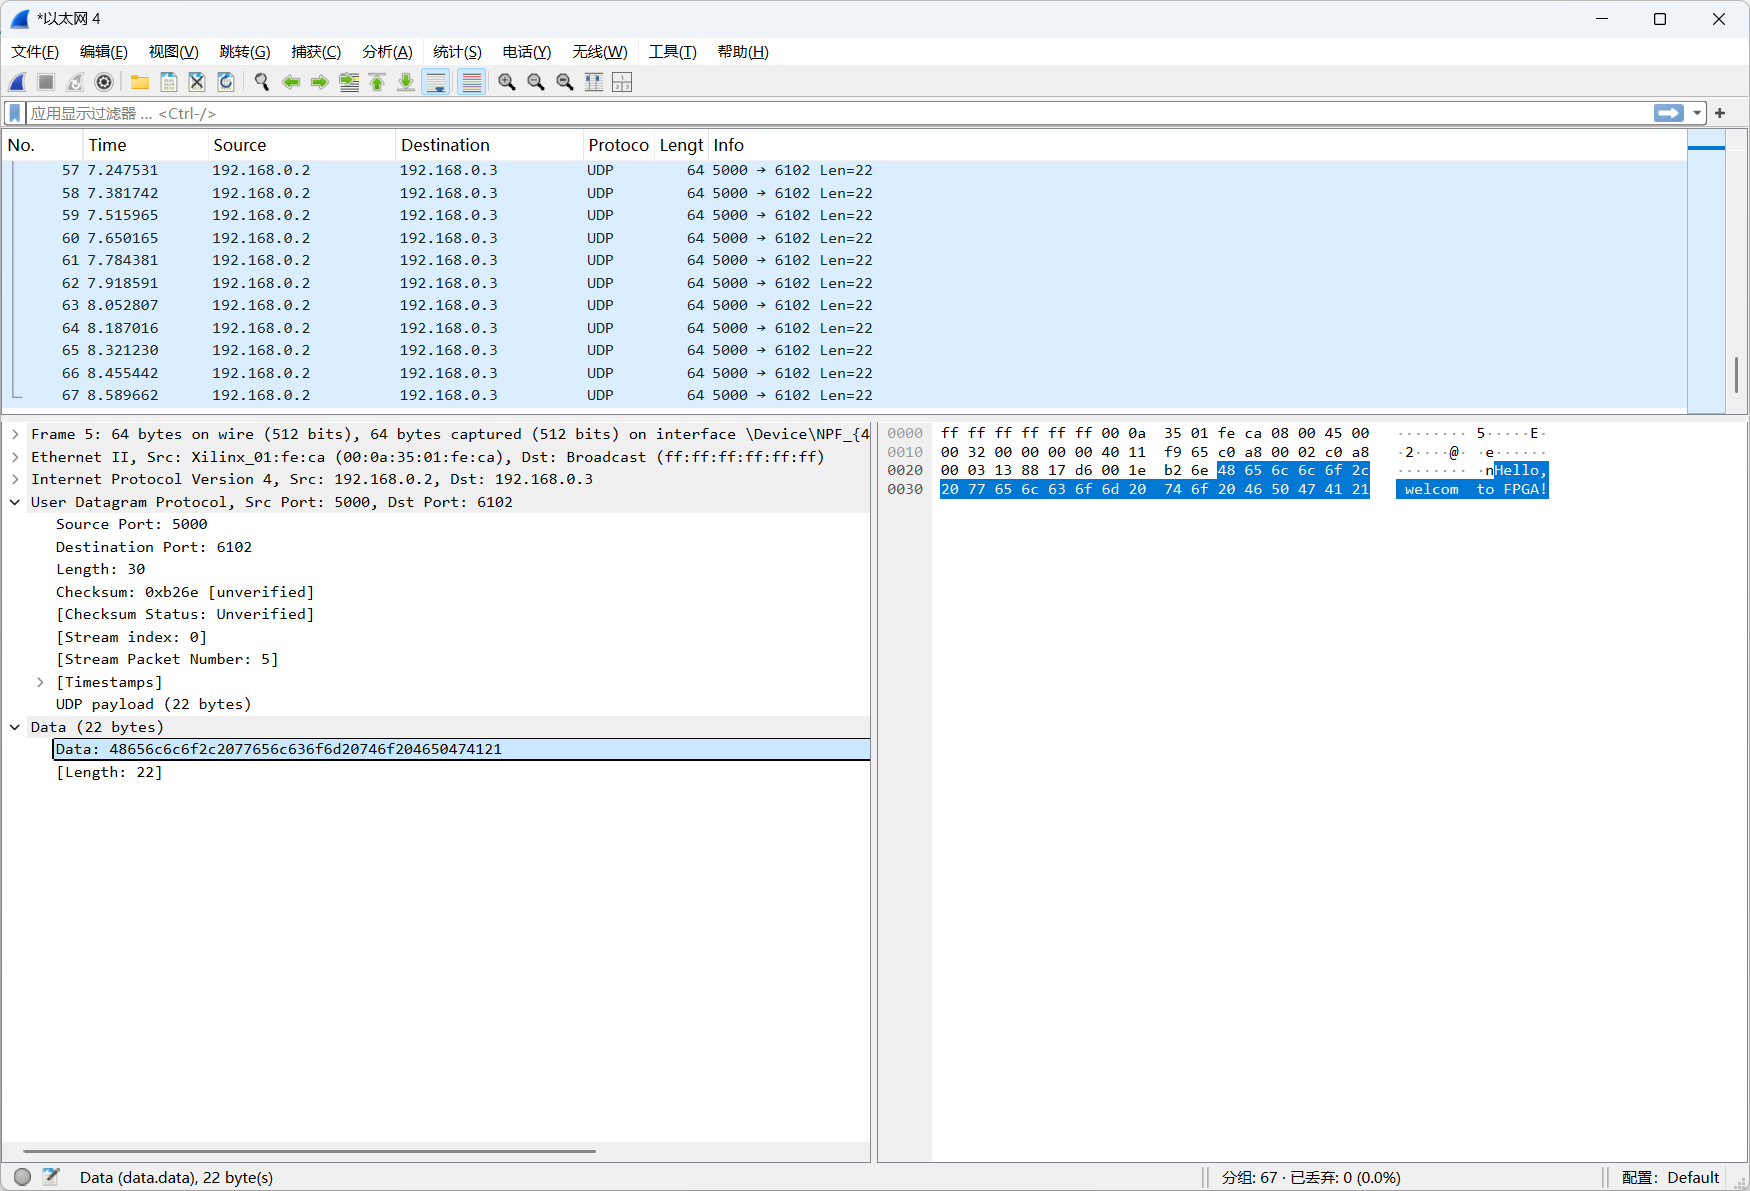 *以太网 4
文件(F) 编辑(E) 视图(V) 跳转(G) 捕获(C) 分析(A) 统计(S) 电话(Y) 无线(W) 工具(T) 帮助(H)
应用显示过滤器 … <Ctrl-/>
No. Time Source Destination Protoco Lengt Info
57 7.247531 192.168.0.2 192.168.0.3 UDP 64 5000 → 6102 Len=22
58 7.381742 192.168.0.2 192.168.0.3 UDP 64 5000 → 6102 Len=22
59 7.515965 192.168.0.2 192.168.0.3 UDP 64 5000 → 6102 Len=22
60 7.650165 192.168.0.2 192.168.0.3 UDP 64 5000 → 6102 Len=22
61 7.784381 192.168.0.2 192.168.0.3 UDP 64 5000 → 6102 Len=22
62 7.918591 192.168.0.2 192.168.0.3 UDP 64 5000 → 6102 Len=22
63 8.052807 192.168.0.2 192.168.0.3 UDP 64 5000 → 6102 Len=22
64 8.187016 192.168.0.2 192.168.0.3 UDP 64 5000 → 6102 Len=22
65 8.321230 192.168.0.2 192.168.0.3 UDP 64 5000 → 6102 Len=22
66 8.455442 192.168.0.2 192.168.0.3 UDP 64 5000 → 6102 Len=22
67 8.589662 192.168.0.2 192.168.0.3 UDP 64 5000 → 6102 Len=22
Frame 5: 64 bytes on wire (512 bits), 64 bytes captured (512 bits) on interface \Device\NPF_{4
Ethernet II, Src: Xilinx_01:fe:ca (00:0a:35:01:fe:ca), Dst: Broadcast (ff:ff:ff:ff:ff:ff)
Internet Protocol Version 4, Src: 192.168.0.2, Dst: 192.168.0.3
User Datagram Protocol, Src Port: 5000, Dst Port: 6102
Source Port: 5000
Destination Port: 6102
Length: 30
Checksum: 0xb26e [unverified]
[Checksum Status: Unverified]
[Stream index: 0]
[Stream Packet Number: 5]
[Timestamps]
UDP payload (22 bytes)
Data (22 bytes)
Data: 48656c6c6f2c2077656c636f6d20746f204650474121
[Length: 22]
0000 ff ff ff ff ff ff 00 0a 35 01 fe ca 08 00 45 00 ········ 5·····E·
0010 00 32 00 00 00 00 40 11 f9 65 c0 a8 00 02 c0 a8 ·2····@· ·e······
0020 00 03 13 88 17 d6 00 1e b2 6e 48 65 6c 6c 6f 2c ········ ·nHello,
0030 20 77 65 6c 63 6f 6d 20 74 6f 20 46 50 47 41 21 welcom to FPGA!
Data (data.data), 22 byte(s)
分组: 67 · 已丢弃: 0 (0.0%)
配置: Default